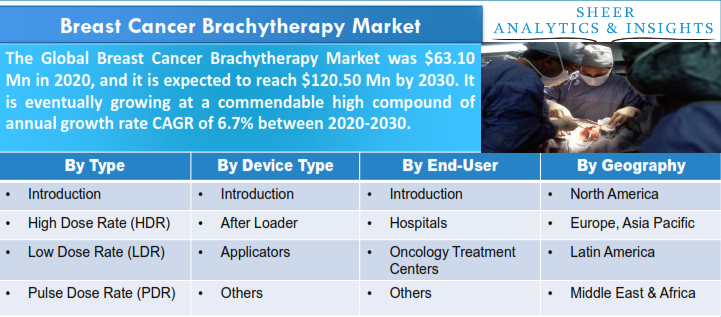 Breast Cancer Brachytherapy Market
SHEER
ANALYTICS & INSIGHTS
The Global Breast Cancer Brachytherapy Market was $63.10
Mn in 2020, and it is expected to reach $120.50 Mn by 2030. It
is eventually growing at a commendable high compound of
annual growth rate CAGR of 6.7% between 2020-2030.
By Type
By Device Type
By End-User
By Geography
• Introduction
• Introduction
• Introduction
• North America
• High Dose Rate (HDR)
• After Loader
• Hospitals
• Europe, Asia Pacific
• Low Dose Rate (LDR)
• Applicators
• Oncology Treatment
Centers
• Latin America
• Pulse Dose Rate (PDR)
• Others
• Others
• Middle East & Africa